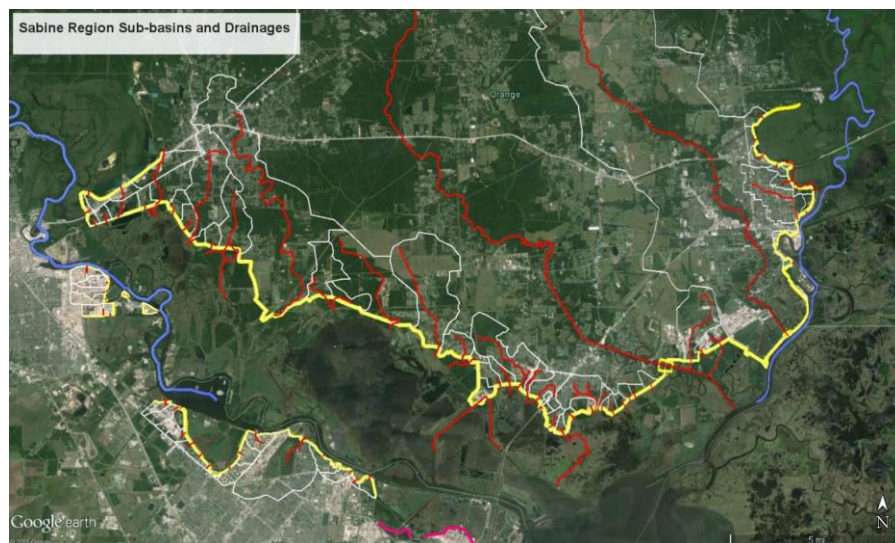 Sabine Region Sub-basins and Drainages
Orange
Google earth
5 mi
N